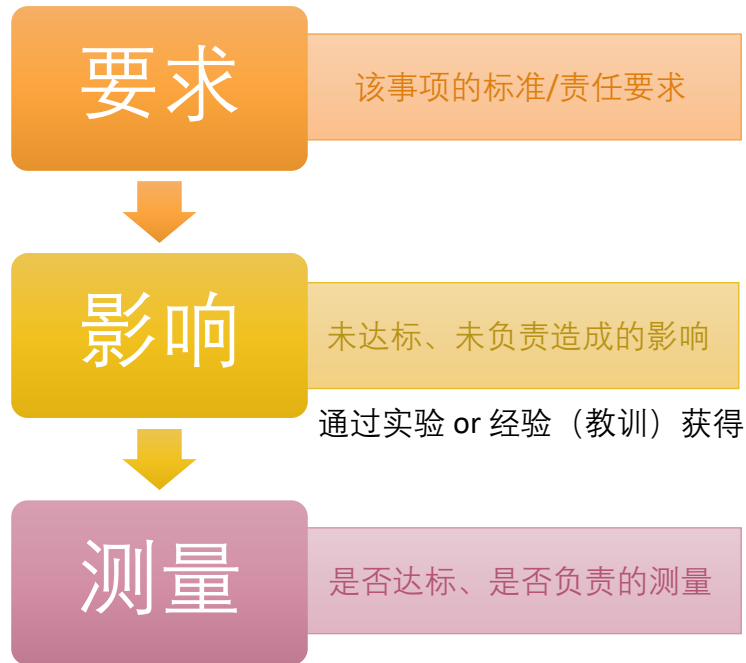 要求
该事项的标准/责任要求
影响
未达标、未负责造成的影响
通过实验 or 经验（教训）获得
测量
是否达标、是否负责的测量